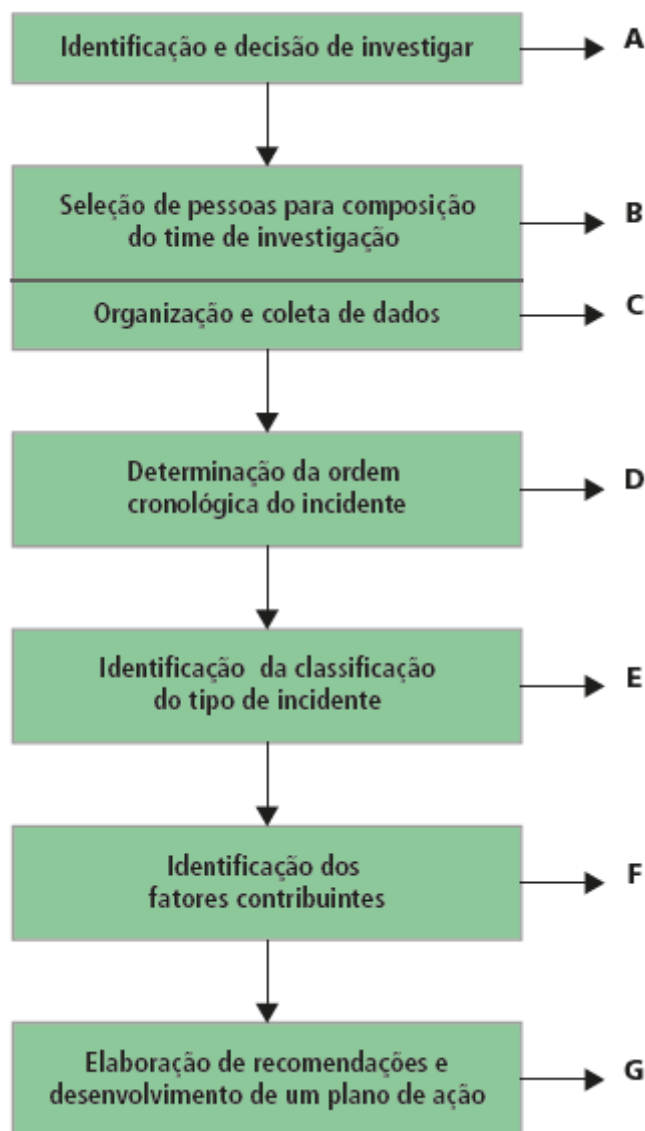 Identificação e decisão de investigar
A
Seleção de pessoas para composição
do time de investigação
B
Organização e coleta de dados
C
Determinação da ordem
cronológica do incidente
D
Identificação da classificação
do tipo de incidente
E
Identificação dos
fatores contribuintes
F
Elaboração de recomendações e
desenvolvimento de um plano de ação
G